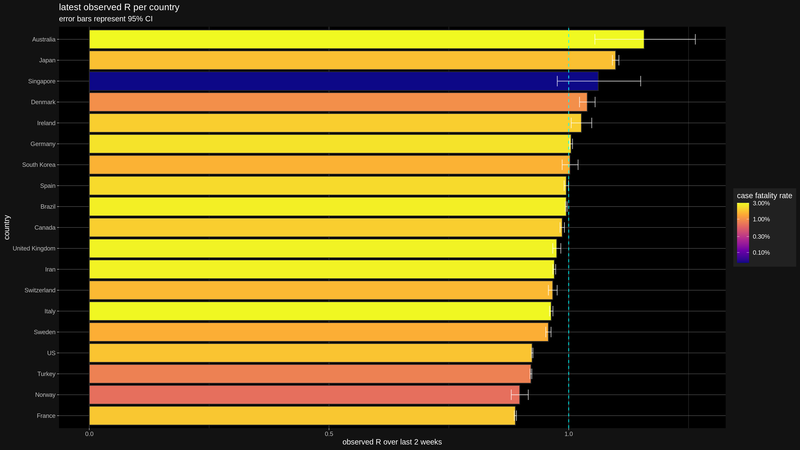 latest observed R per country
error bars represent 95% CI
Australia
Japan
Singapore
Denmark
Ireland
Germany
South Korea
Spain
Brazil
Canada
United Kingdom
Iran
Switzerland
Italy
Sweden
US
Turkey
Norway
France
country
0.0
0.5
1.0
observed R over last 2 weeks
case fatality rate
3.00%
1.00%
0.30%
0.10%